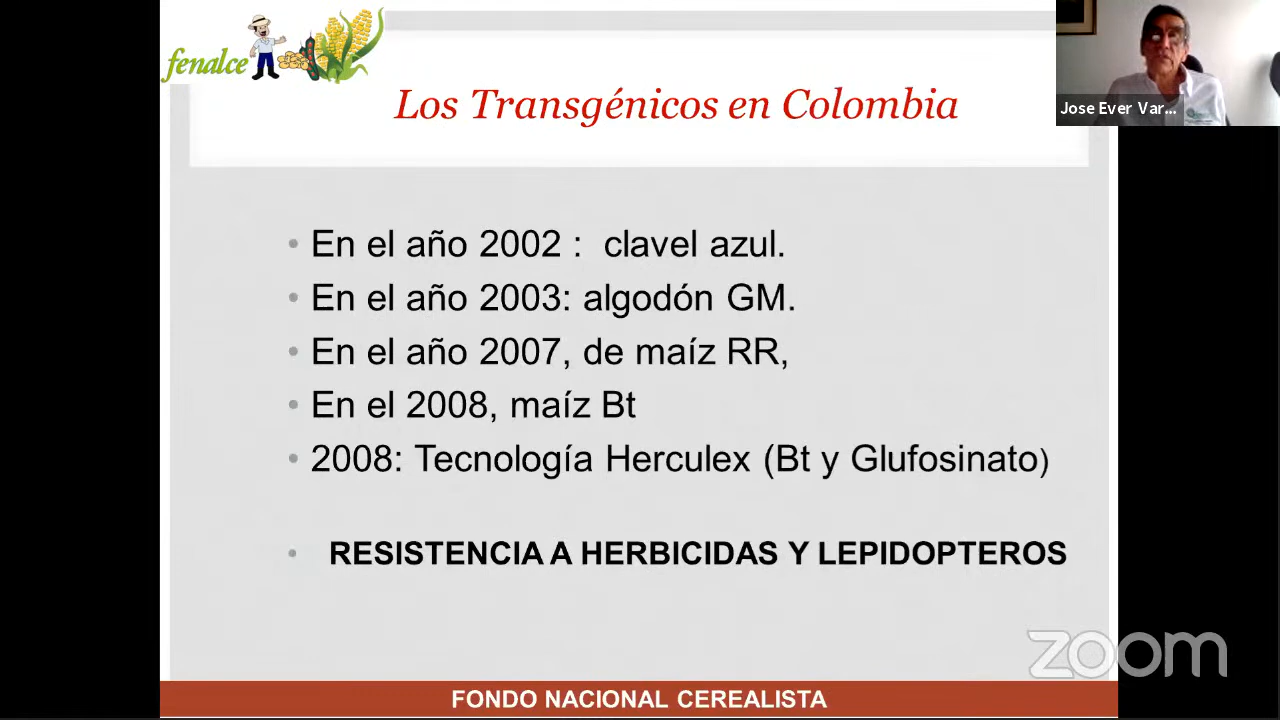 fenalce
Los Transgénicos en Colombia
Jose Ever Var...
• En el año 2002 : clavel azul.
• En el año 2003: algodón GM.
• En el año 2007, de maíz RR,
• En el 2008, maíz Bt
• 2008: Tecnología Herculex (Bt y Glufosinato)
• RESISTENCIA A HERBICIDAS Y LEPIDOPTEROS
zoom
FONDO NACIONAL CEREALISTA